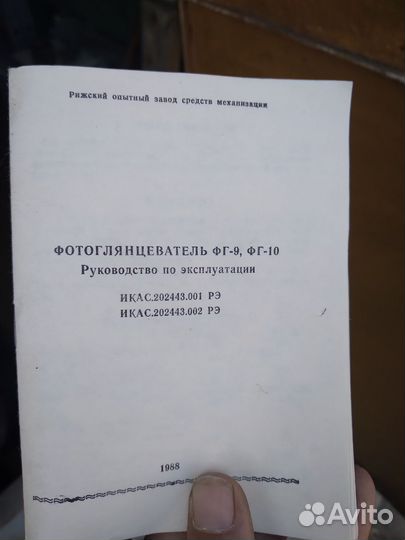 Рижский опытный завод средств механизации
ФОТОГЛЯНЦЕВАТЕЛЬ ФГ-9, ФГ-10
Руководство по эксплуатации
ИКАС.202443.001 РЭ
ИКАС.202443.002 РЭ
1988
Avito